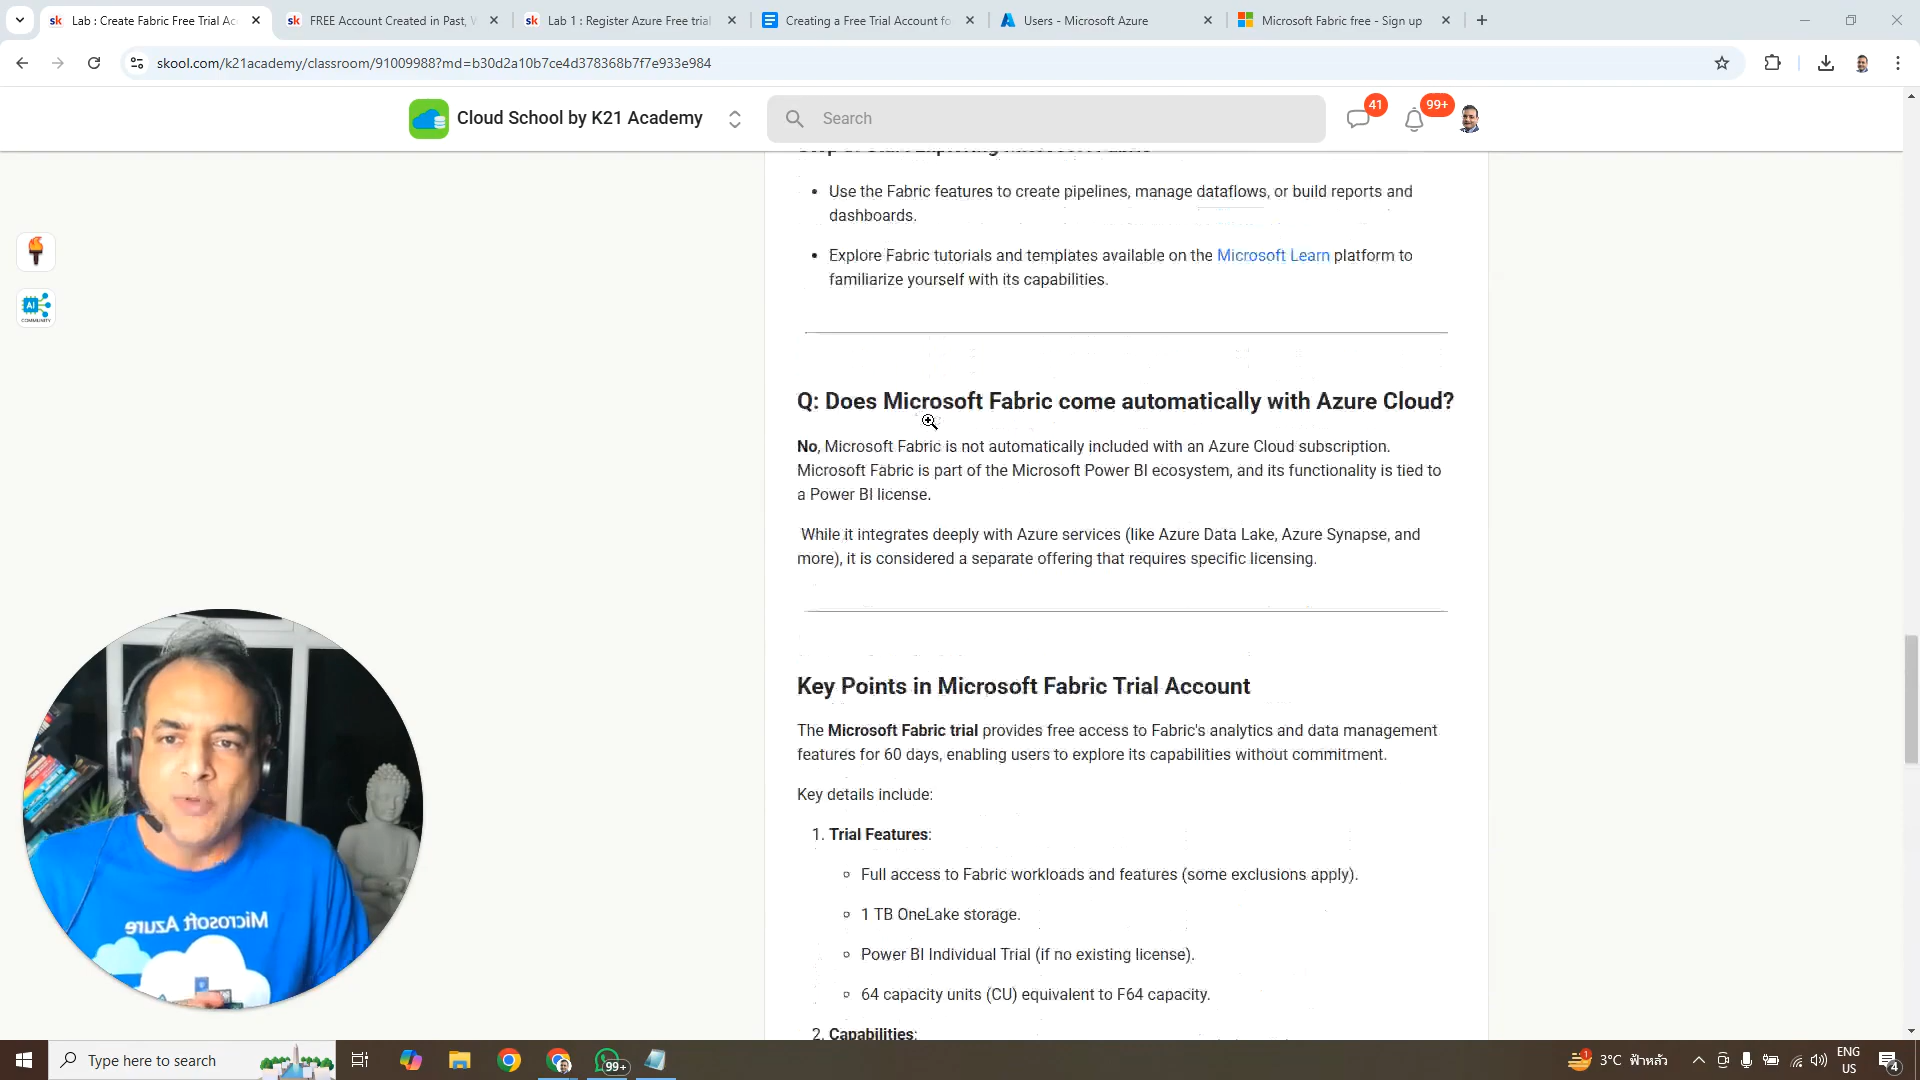 Lab : Create Fabric Free Trial Ac
FREE Account Created in Past, W
Lab 1 : Register Azure Free trial
Creating a Free Trial Account fo
Users - Microsoft Azure
Microsoft Fabric free - Sign up
skool.com/k21academy/classroom/91009988?md=b30d2a10b7ce4d378368b7f7e933e984
Cloud School by K21 Academy
Search
41
99+
• Use the Fabric features to create pipelines, manage dataflows, or build reports and
dashboards.
• Explore Fabric tutorials and templates available on the Microsoft Learn platform to
familiarize yourself with its capabilities.
Q: Does Microsoft Fabric come automatically with Azure Cloud?
No, Microsoft Fabric is not automatically included with an Azure Cloud subscription.
Microsoft Fabric is part of the Microsoft Power BI ecosystem, and its functionality is tied to
a Power BI license.
While it integrates deeply with Azure services (like Azure Data Lake, Azure Synapse, and
more), it is considered a separate offering that requires specific licensing.
Key Points in Microsoft Fabric Trial Account
The Microsoft Fabric trial provides free access to Fabric's analytics and data management
features for 60 days, enabling users to explore its capabilities without commitment.
Key details include:
1. Trial Features:
Full access to Fabric workloads and features (some exclusions apply).
1 TB OneLake storage.
Power BI Individual Trial (if no existing license).
64 capacity units (CU) equivalent to F64 capacity.
2. Capabilities:
AI
COMMUNITY
Microsoft Azure
Type here to search
99+
1
3°C ฟ้าหลัว
ENG
US
4